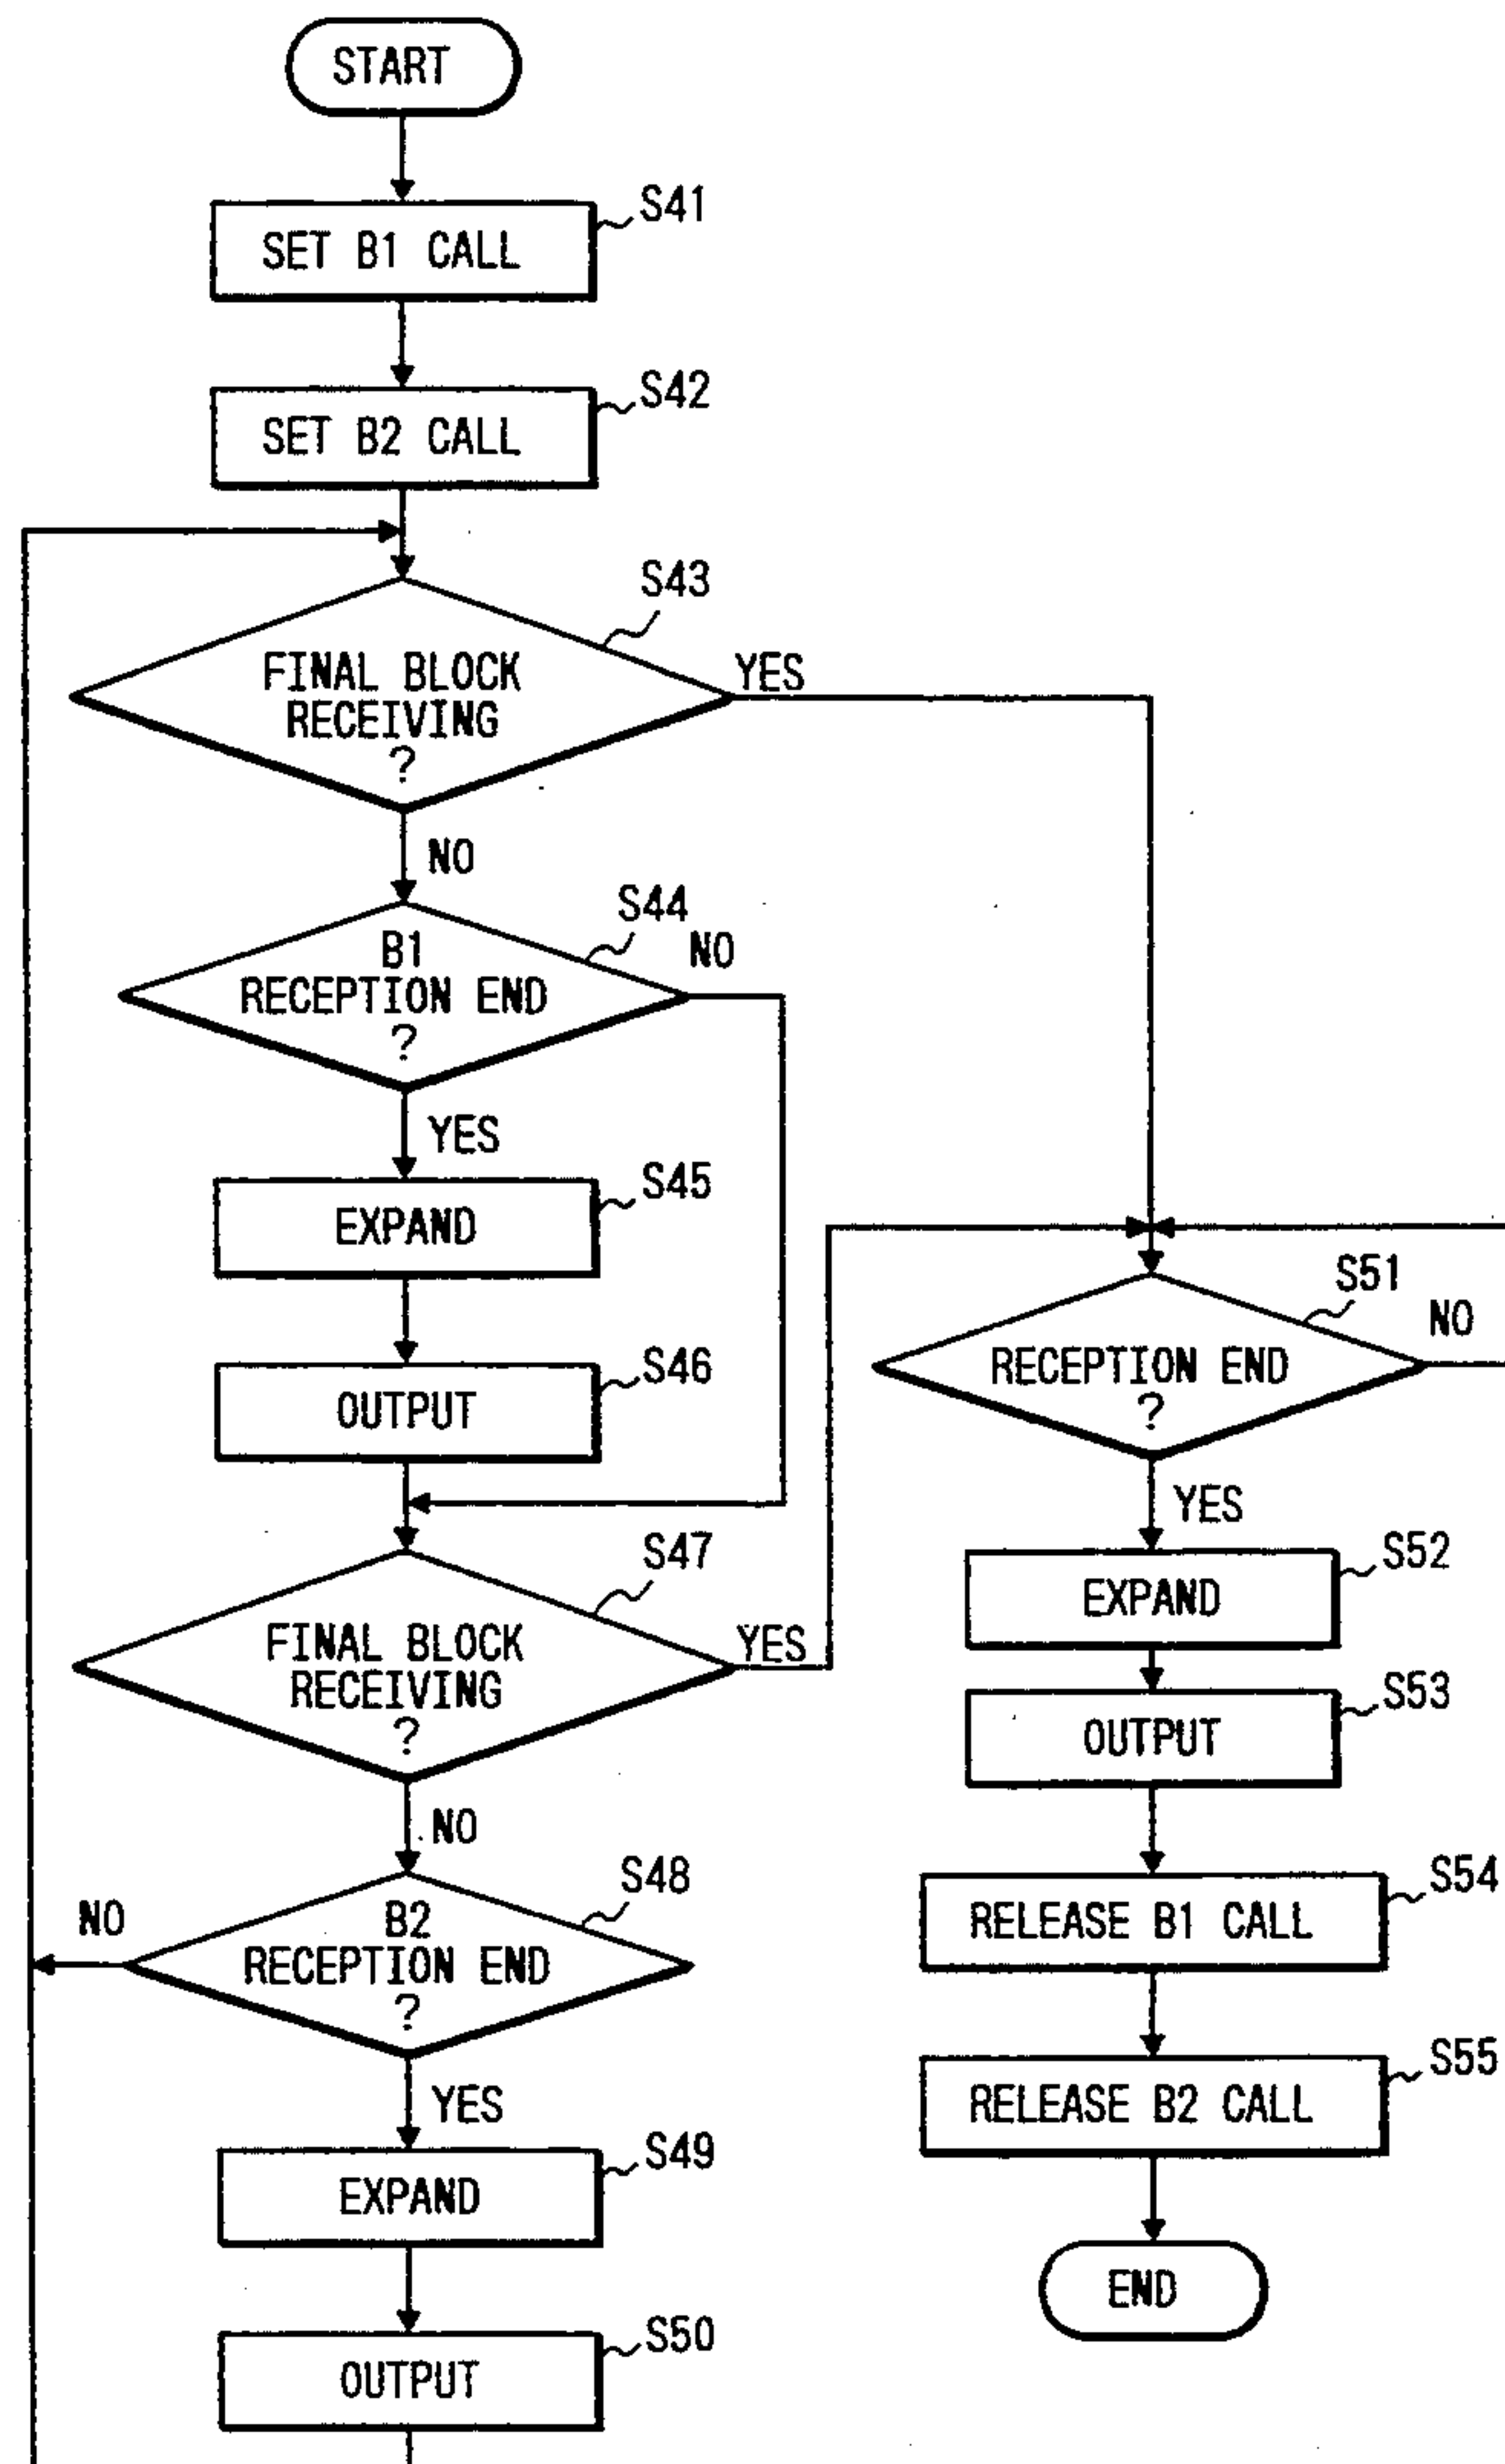 START
S41
SET B1 CALL
S42
SET B2 CALL
S43
FINAL BLOCK
RECEIVING
?
YES
NO
S44
B1
RECEPTION END
?
NO
YES
S45
EXPAND
S46
OUTPUT
S47
FINAL BLOCK
RECEIVING
?
YES
NO
S48
B2
RECEPTION END
?
NO
YES
S49
EXPAND
S50
OUTPUT
S51
RECEPTION END
?
NO
YES
S52
EXPAND
S53
OUTPUT
S54
RELEASE B1 CALL
S55
RELEASE B2 CALL
END